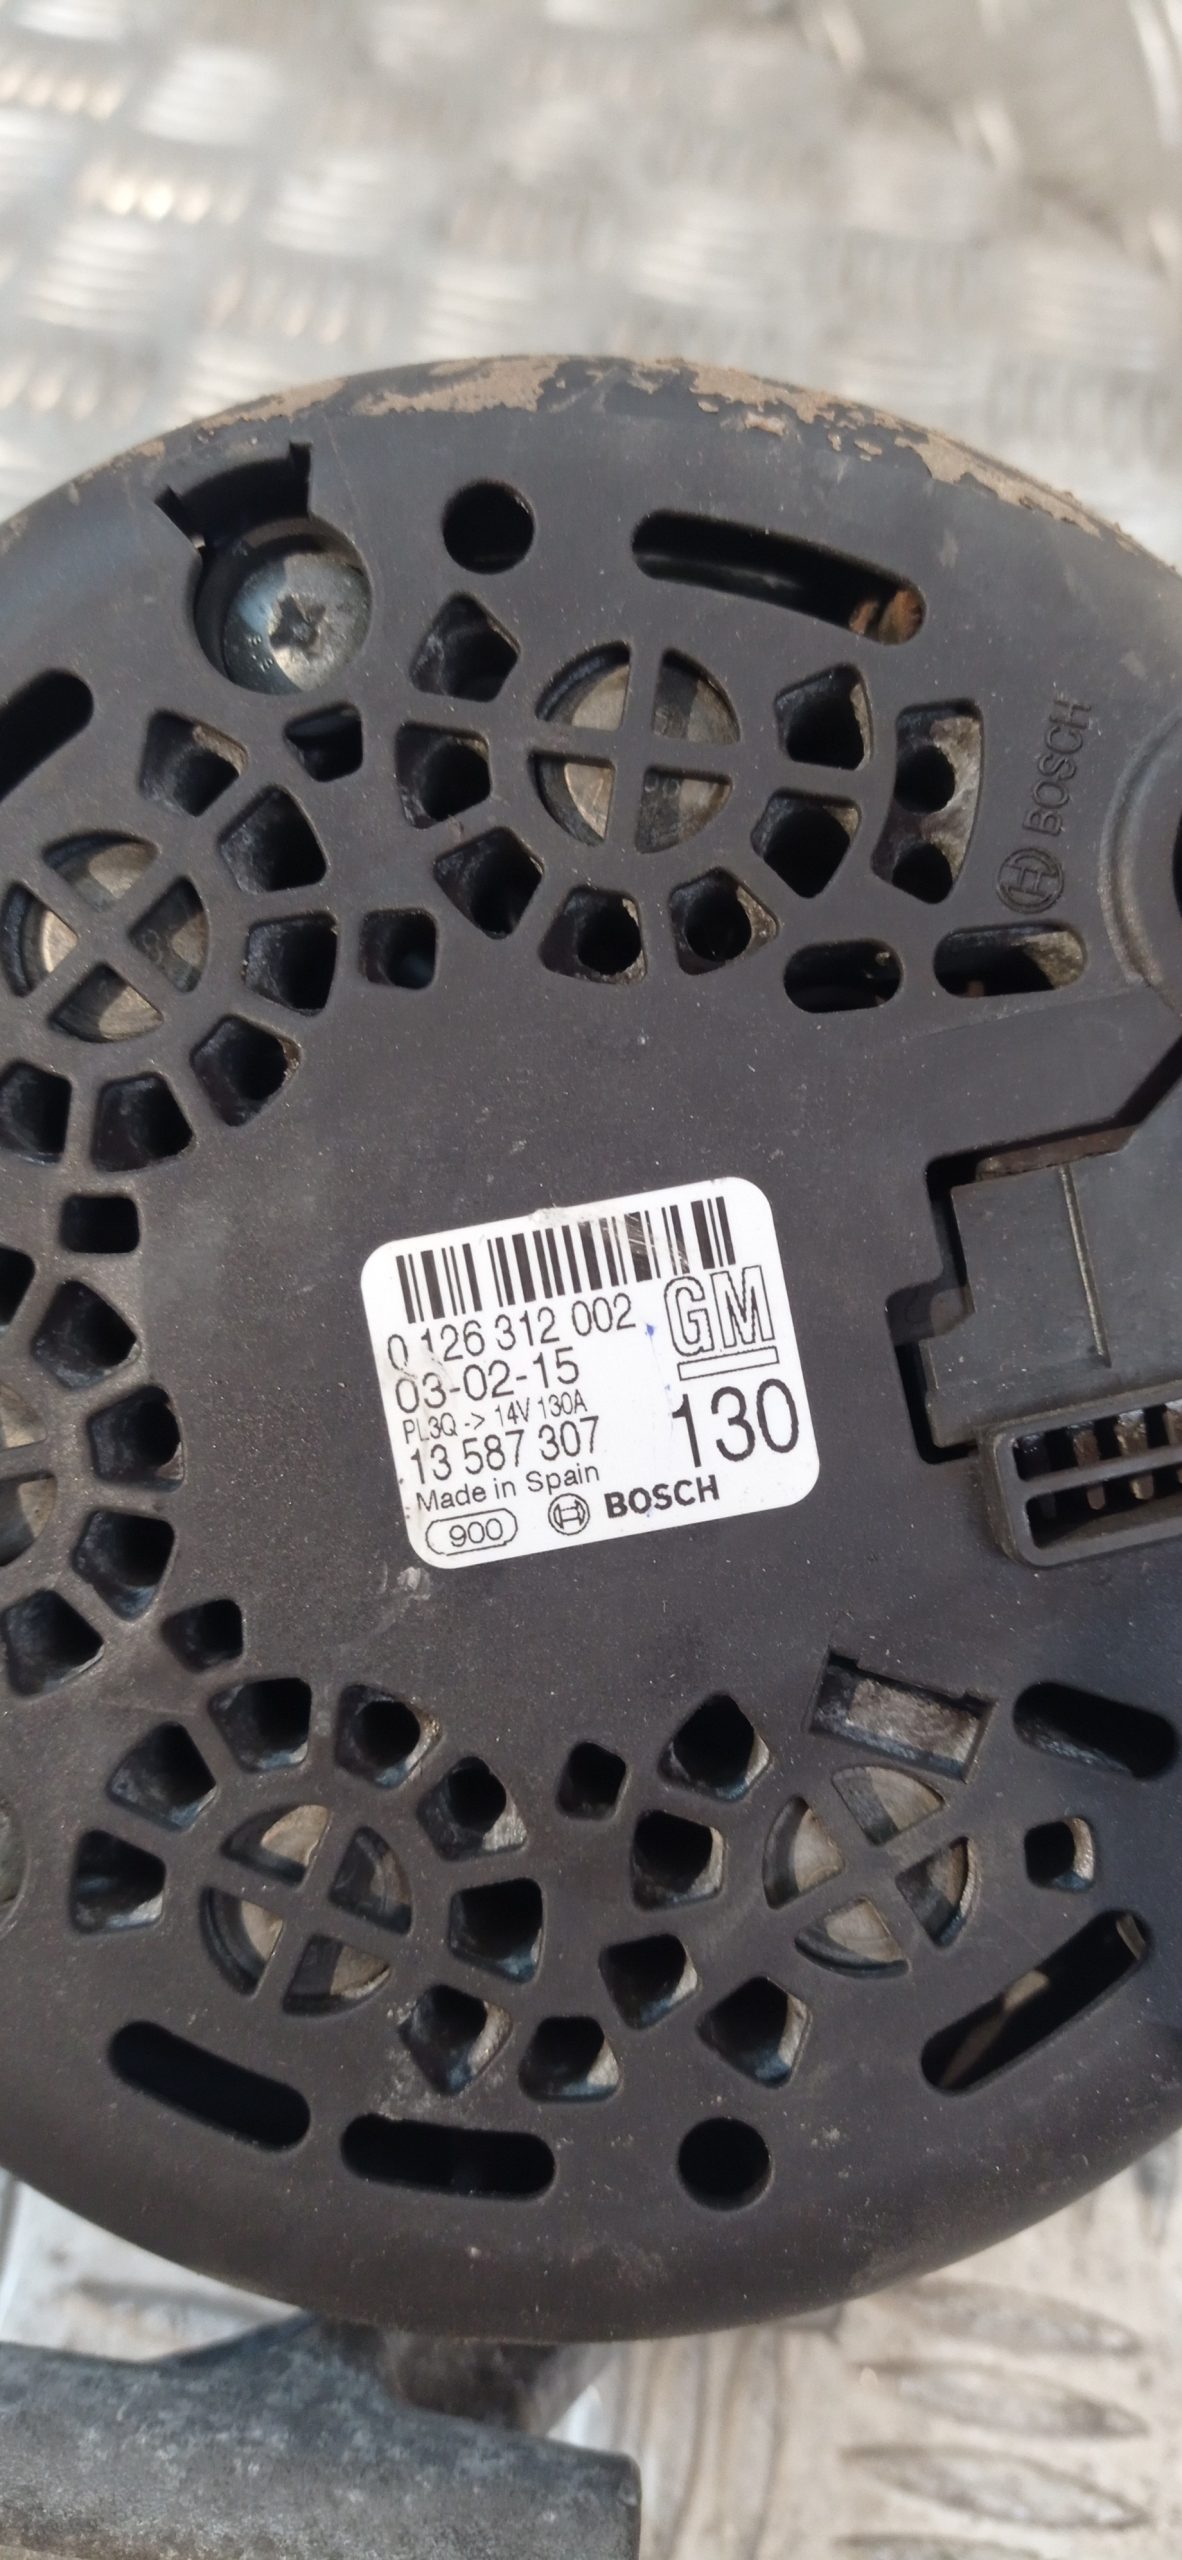 BOSCH
0 126 312 002
GM
03-02-15
PL3Q -> 14V 130A
130
13 587 307
Made in Spain
900
BOSCH